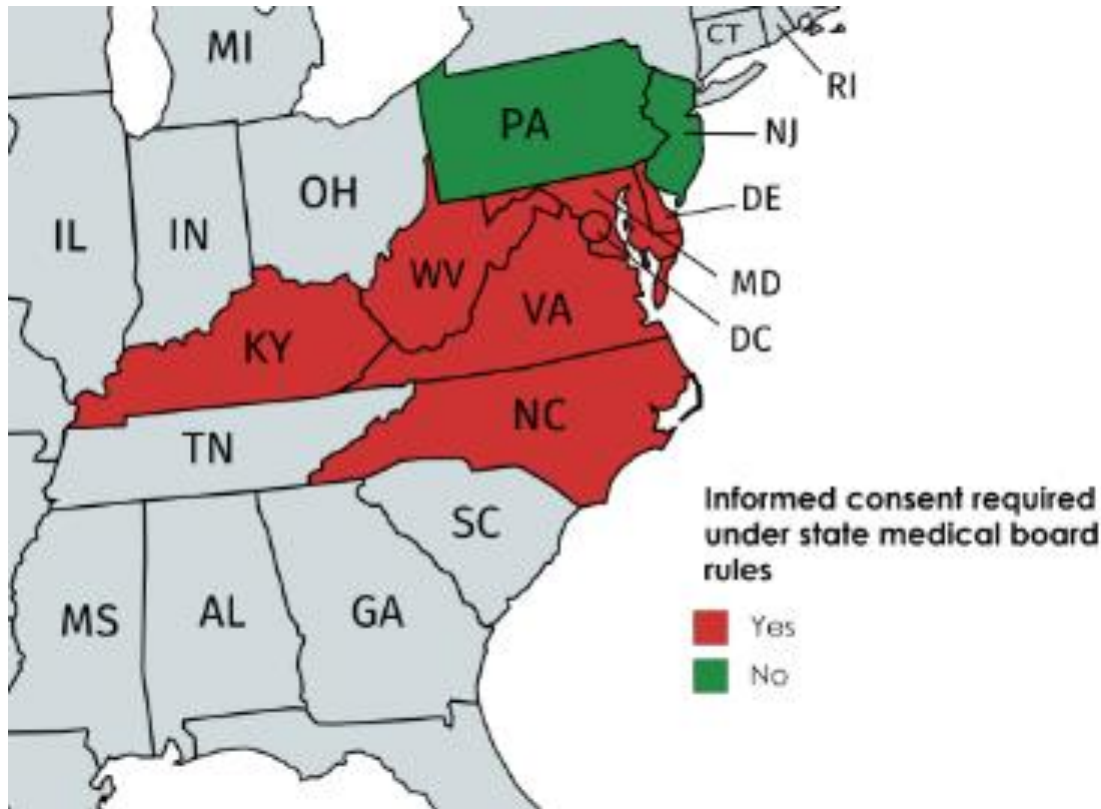 MI
CT
RI
PA
NJ
OH
DE
IL
IN
WV
MD
VA
DC
KY
NC
TN
SC
MS
AL
GA
Informed consent required
under state medical board
rules
Yes
No